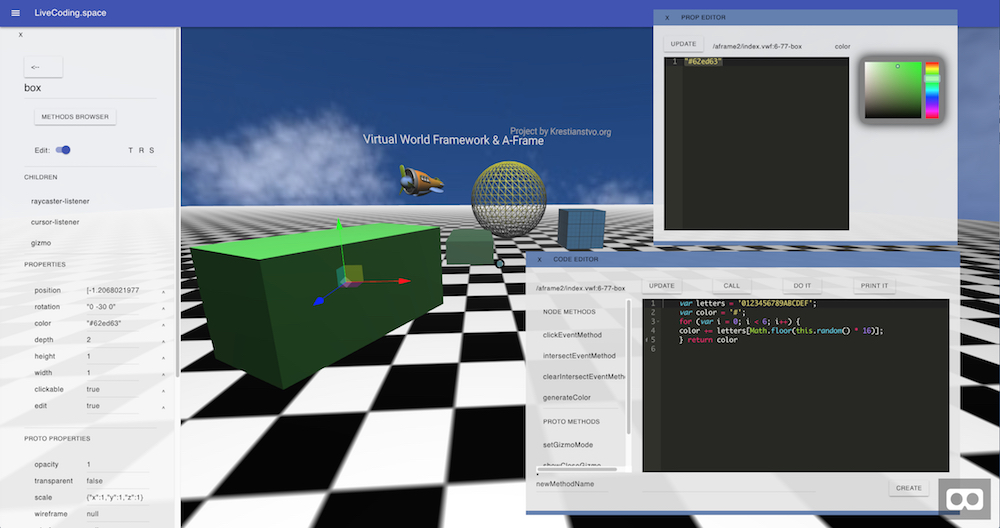 LiveCoding.space
X
<--
box
METHODS BROWSER
Edit:
T R S
CHILDREN
raycaster-listener
cursor-listener
gizmo
PROPERTIES
position [-1.2068021977
rotation "0 -30 0"
color "#62ed63"
depth 2
height 1
width 1
clickable true
edit true
PROTO PROPERTIES
opacity 1
transparent false
scale {"x":1,"y":1,"z":1}
wireframe null
Project by Krestianstvo.org
Virtual World Framework & A-Frame
X PROP EDITOR
UPDATE /aframe2/index.vwf:6-77-box color
1 "#62ed63"
X CODE EDITOR
/aframe2/index.vwf:6-77-box UPDATE CALL DO IT PRINT IT
NODE METHODS
clickEventMethod
intersectEventMethod
clearIntersectEventMeth
generateColor
PROTO METHODS
setGizmoMode
showCloseGizmo
newMethodName
1 var letters = '0123456789ABCDEF';
2 var color = '#';
3 for (var i = 0; i < 6; i++) {
4 color += letters[Math.floor(this.random() * 16)];
5 } return color
6
CREATE